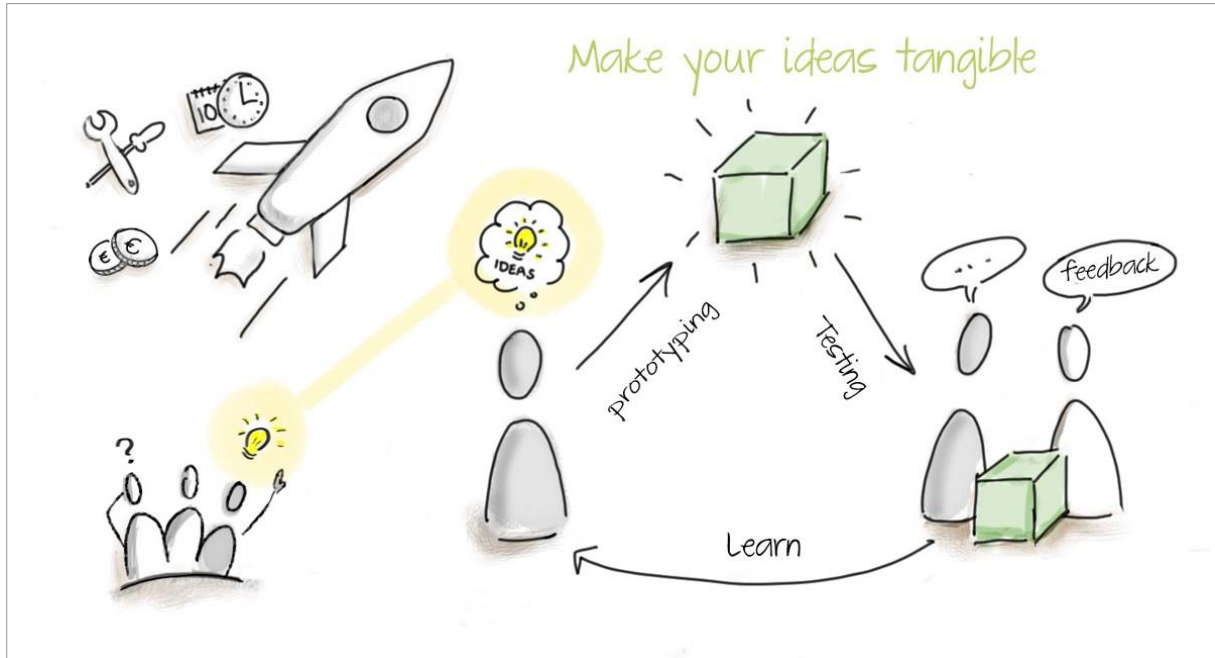 Make your ideas tangible
10
€ €
IDEAS
?
prototyping
Testing
...
feedback
Learn